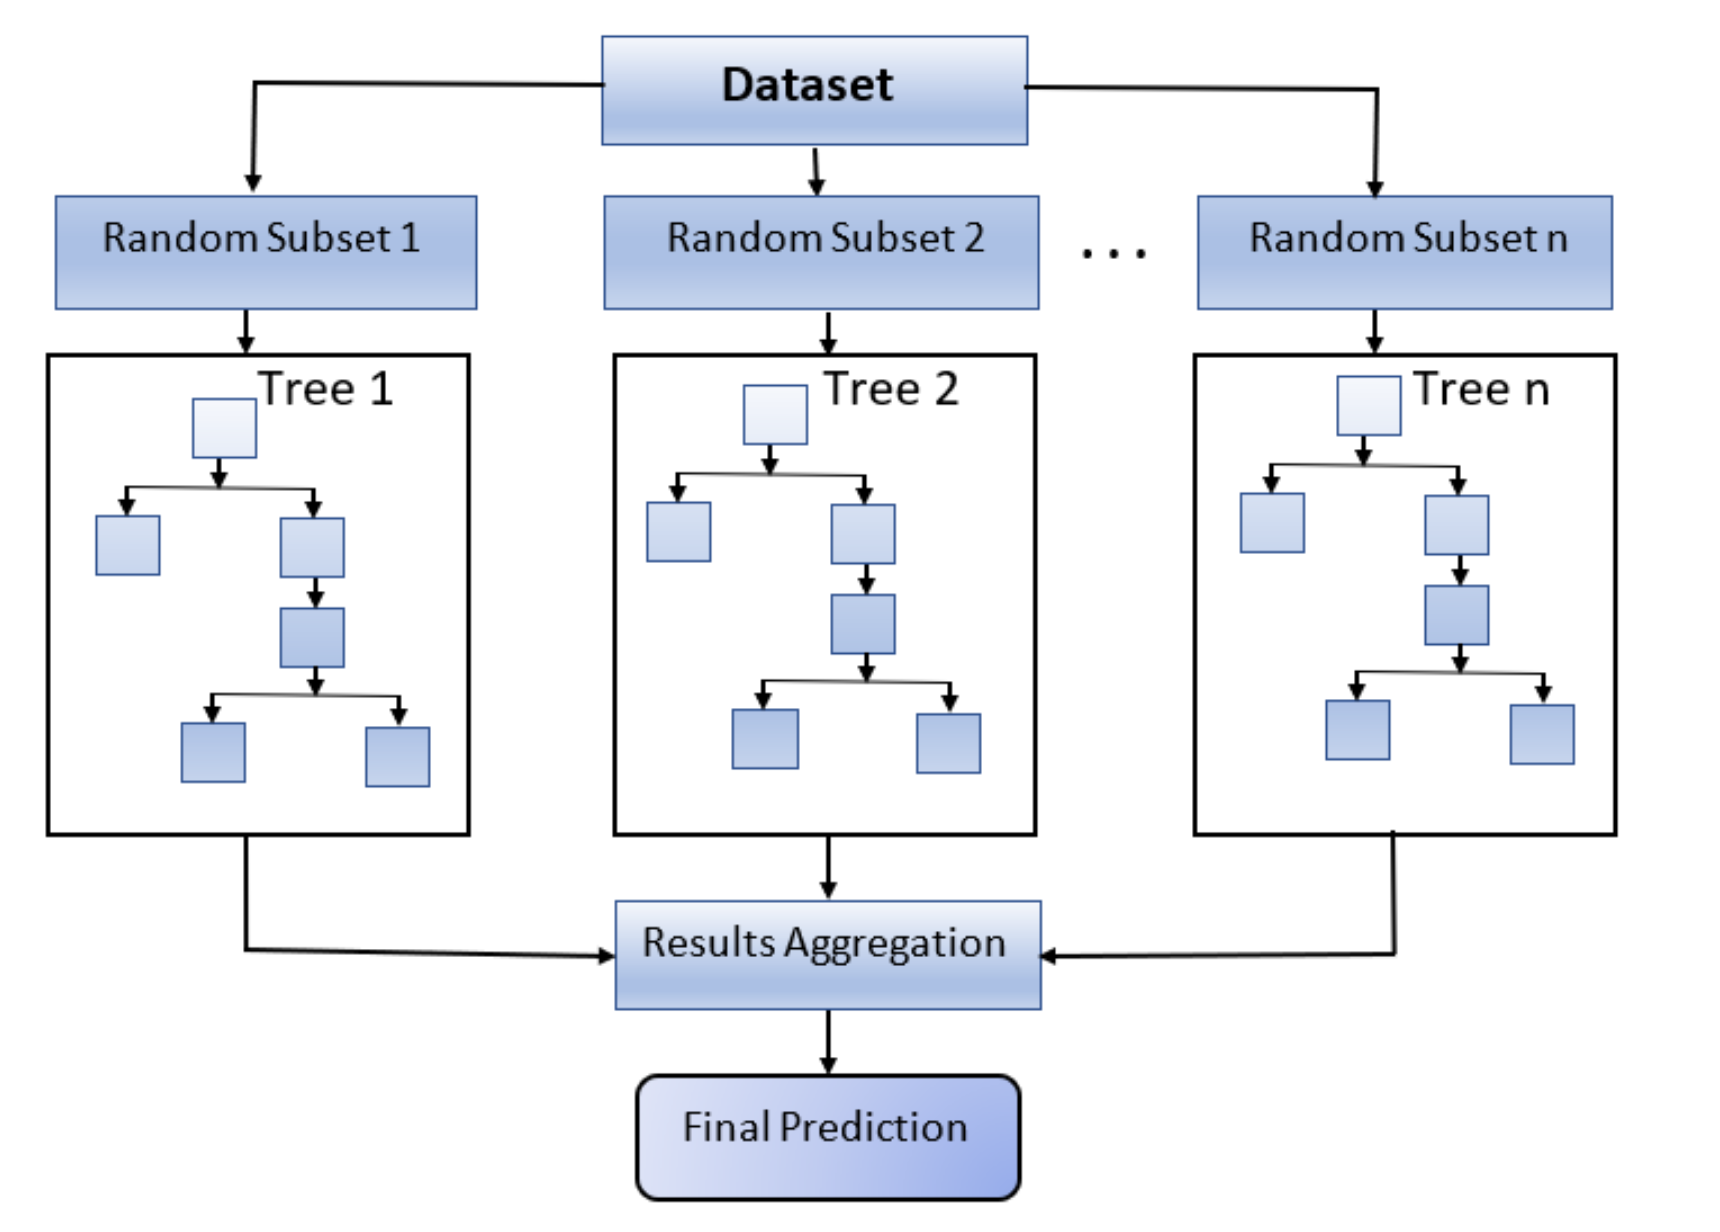 Dataset
Random Subset 1
Random Subset 2
...
Random Subset n
Tree 1
Tree 2
Tree n
Results Aggregation
Final Prediction